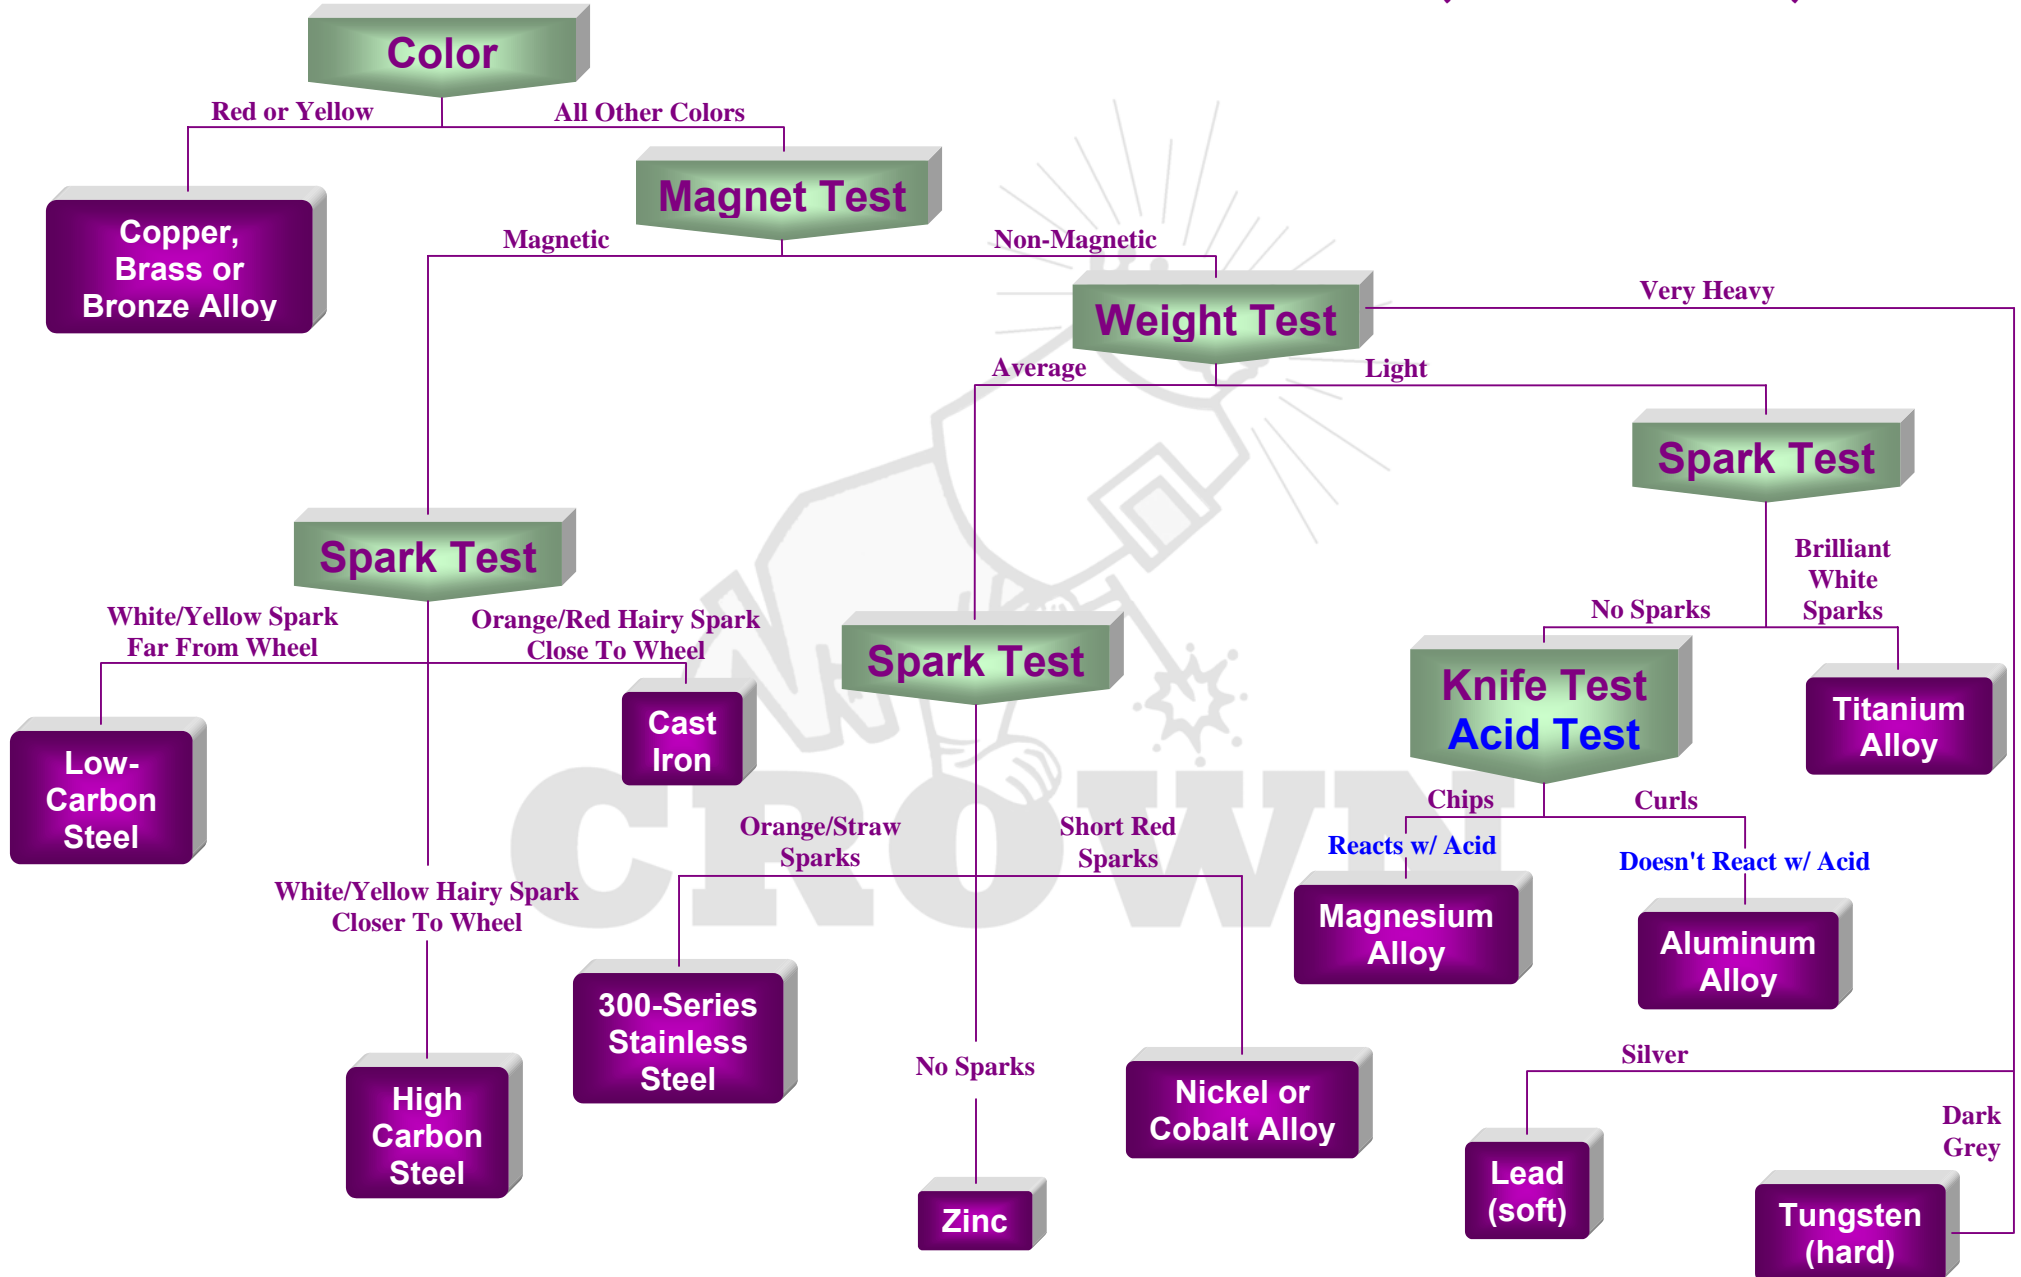 Color
Red or Yellow
All Other Colors
Copper,
Brass or
Bronze Alloy
Magnet Test
Magnetic
Non-Magnetic
Weight Test
Very Heavy
Average
Light
Spark Test
Spark Test
Brilliant
White
Sparks
No Sparks
White/Yellow Spark
Far From Wheel
Orange/Red Hairy Spark
Close To Wheel
Spark Test
Knife Test
Acid Test
Titanium
Alloy
Cast
Iron
Low-
Carbon
Steel
Chips
Curls
Orange/Straw
Sparks
Short Red
Sparks
Reacts w/ Acid
Doesn't React w/ Acid
CROWN
White/Yellow Hairy Spark
Closer To Wheel
Magnesium
Alloy
Aluminum
Alloy
300-Series
Stainless
Steel
No Sparks
Silver
High
Carbon
Steel
Nickel or
Cobalt Alloy
Dark
Grey
Lead
(soft)
Zinc
Tungsten
(hard)